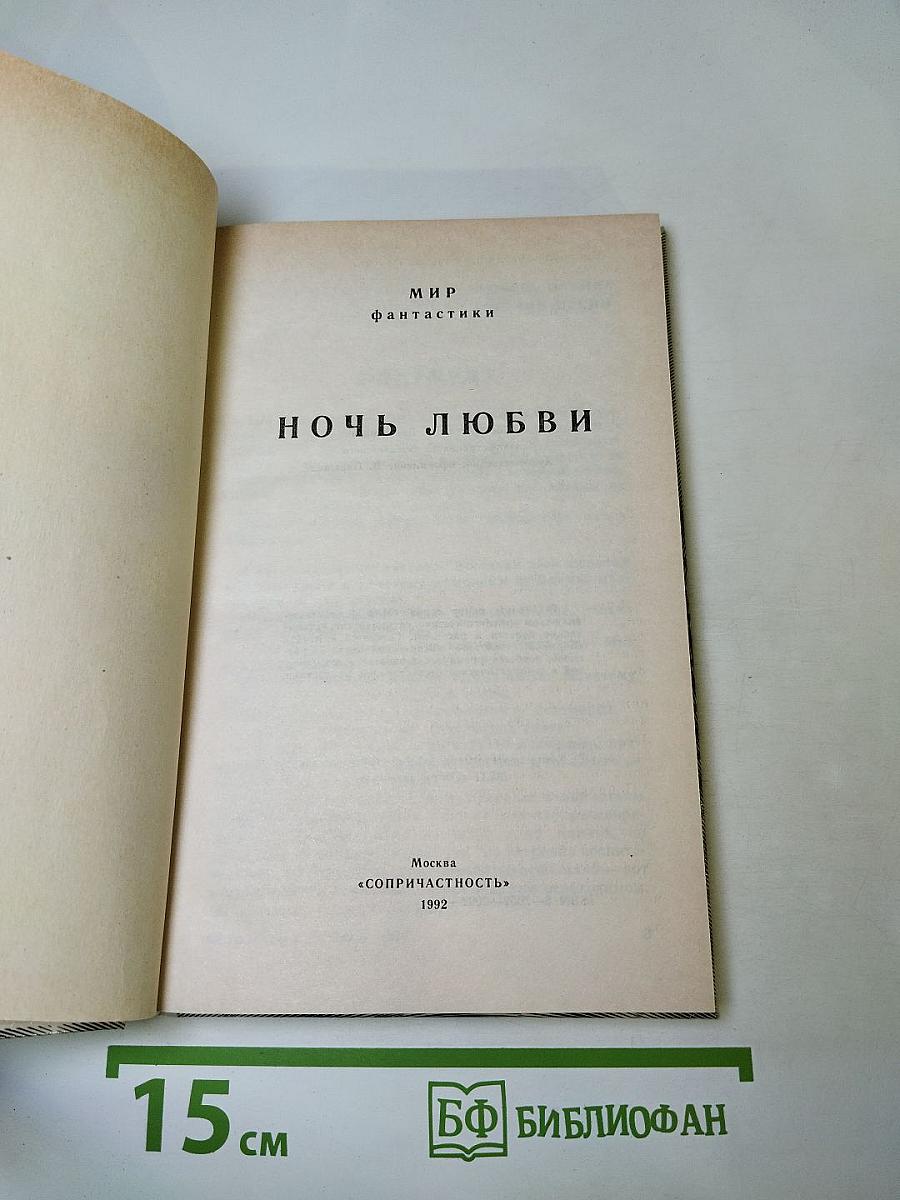 МИР
фантастики
НОЧЬ ЛЮБВИ
Москва
«СОПРИЧАСТНОСТЬ»
1992
15 см
БФ БИБЛИОФАН